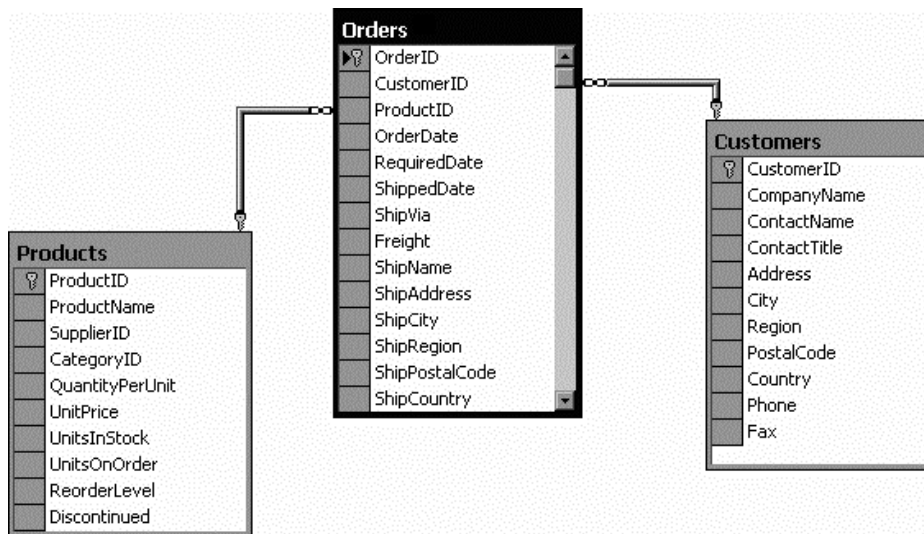 Orders
OrderID
CustomerID
ProductID
OrderDate
RequiredDate
ShippedDate
ShipVia
Freight
ShipName
ShipAddress
ShipCity
ShipRegion
ShipPostalCode
ShipCountry
Products
ProductID
ProductName
SupplierID
CategoryID
QuantityPerUnit
UnitPrice
UnitsInStock
UnitsOnOrder
ReorderLevel
Discontinued
Customers
CustomerID
CompanyName
ContactName
ContactTitle
Address
City
Region
PostalCode
Country
Phone
Fax